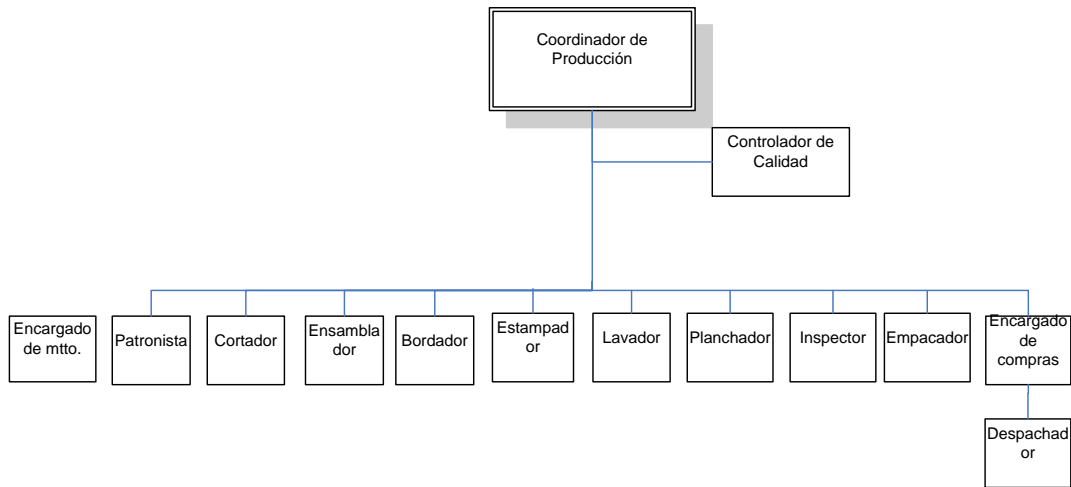 Coordinador de
Producción
Controlador de
Calidad
Encargado
de mtto.
Patronista
Cortador
Ensambla
dor
Bordador
Estampad
or
Lavador
Planchador
Inspector
Empacador
Encargado
de
compras
Despachad
or